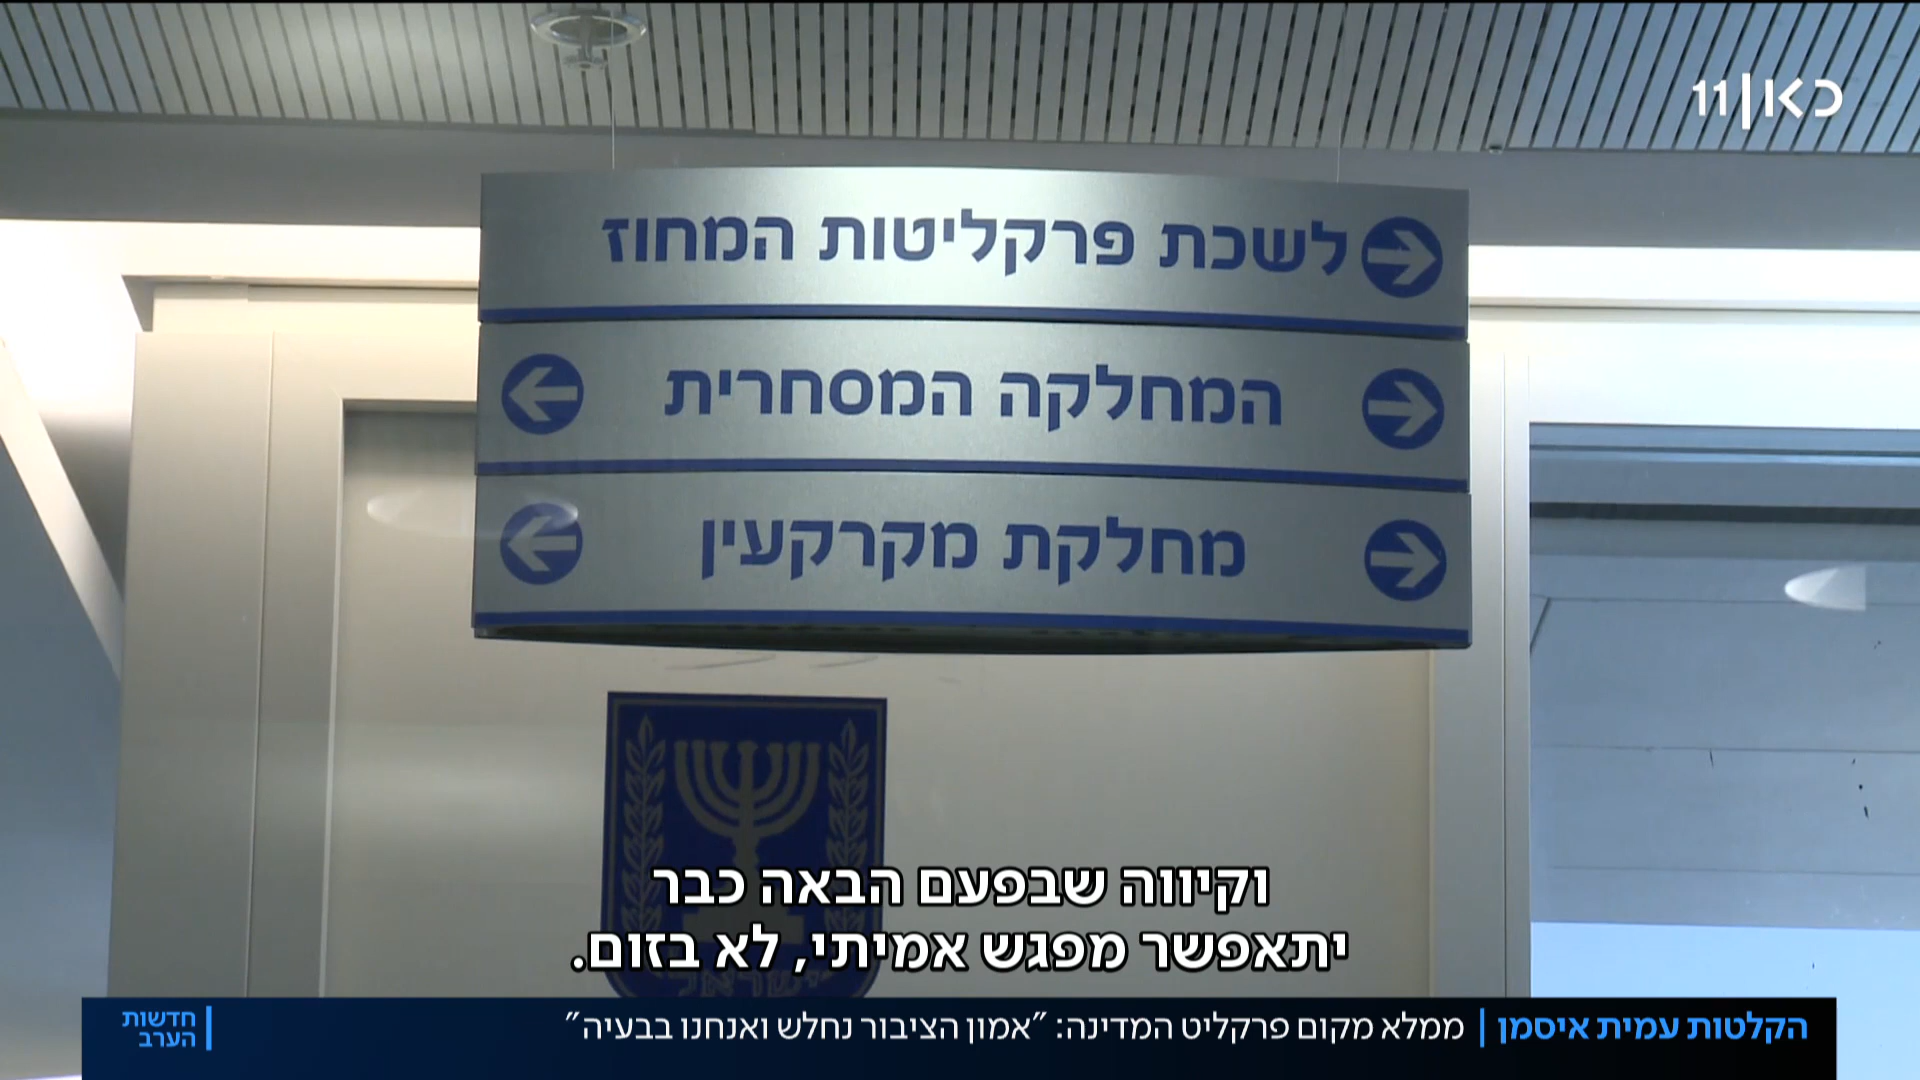 כאן 11
לשכת פרקליטות המחוז
המחלקה המסחרית
מחלקת מקרקעין
ישראל
וקיווה שבפעם הבאה כבר
יתאפשר מפגש אמיתי, לא בזום.
הקלטות עמית איסמן | ממלא מקום פרקליט המדינה: "אמון הציבור נחלש ואנחנו בבעיה"
חדשות
הערב